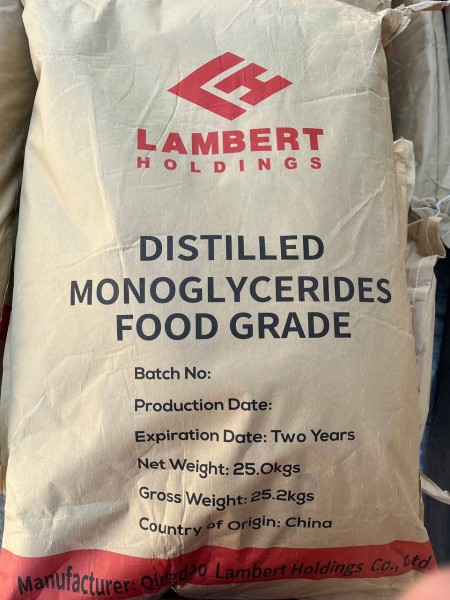 LAMBERT
HOLDINGS
DISTILLED
MONOGLYCERIDES
FOOD GRADE
Batch No:
Production Date:
Expiration Date: Two Years
Net Weight: 25.0kgs
Gross Weight: 25.2kgs
Country of Origin: China
Manufacturer: Qingdao Lambert Holdings Co., Ltd.